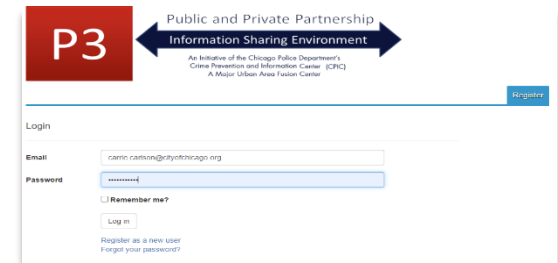 P3
Public and Private Partnership
Information Sharing Environment
An Initiative of the Chicago Police Department's
Crime Prevention and Information Center (CPIC)
A Major Urban Area Fusion Center
Register
Login
Email carrie.carlson@cityofchicago.org
Password ••••••••••
Remember me?
Log in
Register as a new user
Forgot your password?